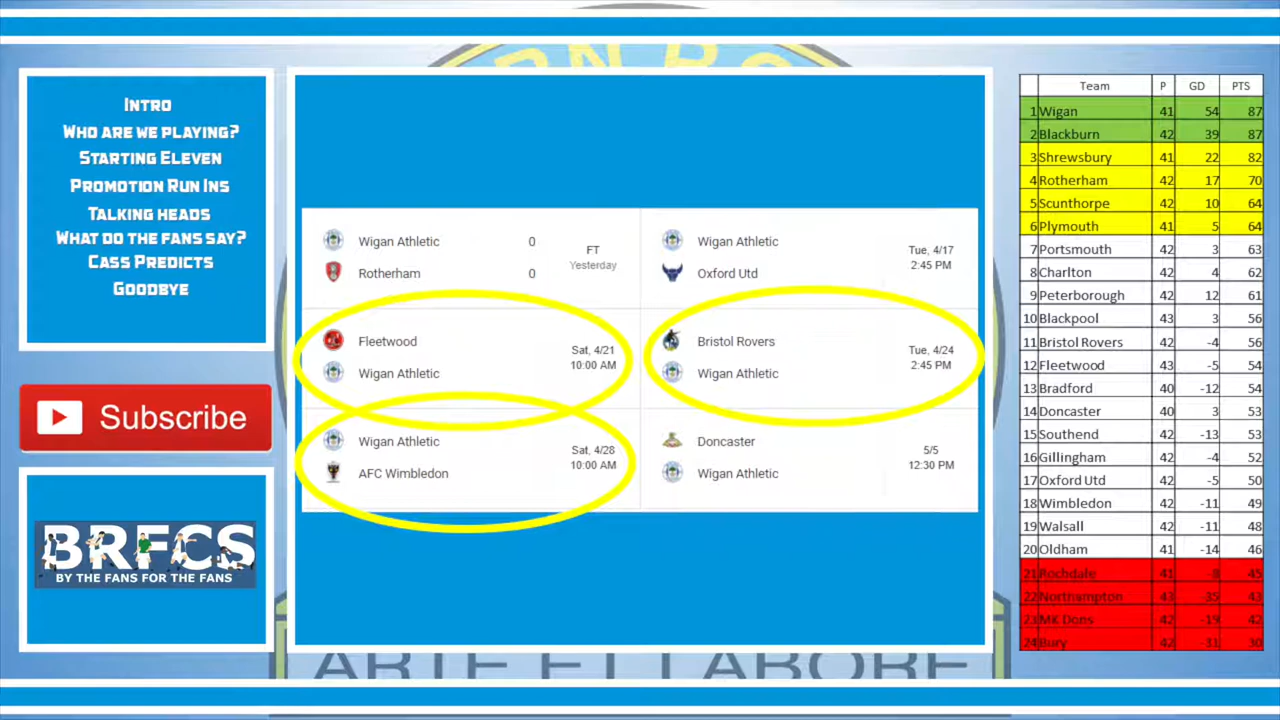 RN RO
Intro
Who are we playing?
Starting Eleven
Promotion Run Ins
Talking heads
What do the fans say?
Cass Predicts
Goodbye
Subscribe
BRFCS
BY THE FANS FOR THE FANS
Wigan Athletic 0
Rotherham 0
FT
Yesterday
Wigan Athletic
Oxford Utd
Tue, 4/17
2:45 PM
Fleetwood
Wigan Athletic
Sat, 4/21
10:00 AM
Bristol Rovers
Wigan Athletic
Tue, 4/24
2:45 PM
Wigan Athletic
AFC Wimbledon
Sat, 4/28
10:00 AM
Doncaster
Wigan Athletic
5/5
12:30 PM
Team P GD PTS
1 Wigan 41 54 87
2 Blackburn 42 39 87
3 Shrewsbury 41 22 82
4 Rotherham 42 17 70
5 Scunthorpe 42 10 64
6 Plymouth 41 5 64
7 Portsmouth 42 3 63
8 Charlton 42 4 62
9 Peterborough 42 12 61
10 Blackpool 43 3 56
11 Bristol Rovers 42 -4 56
12 Fleetwood 43 -5 54
13 Bradford 40 -12 54
14 Doncaster 40 3 53
15 Southend 42 -13 53
16 Gillingham 42 -4 52
17 Oxford Utd 42 -5 50
18 Wimbledon 42 -11 49
19 Walsall 42 -11 48
20 Oldham 41 -14 46
21 Rochdale 41 -8 45
22 Northampton 43 -35 43
23 MK Dons 42 -19 42
24 Bury 42 -31 30
ARTE ET LABORE